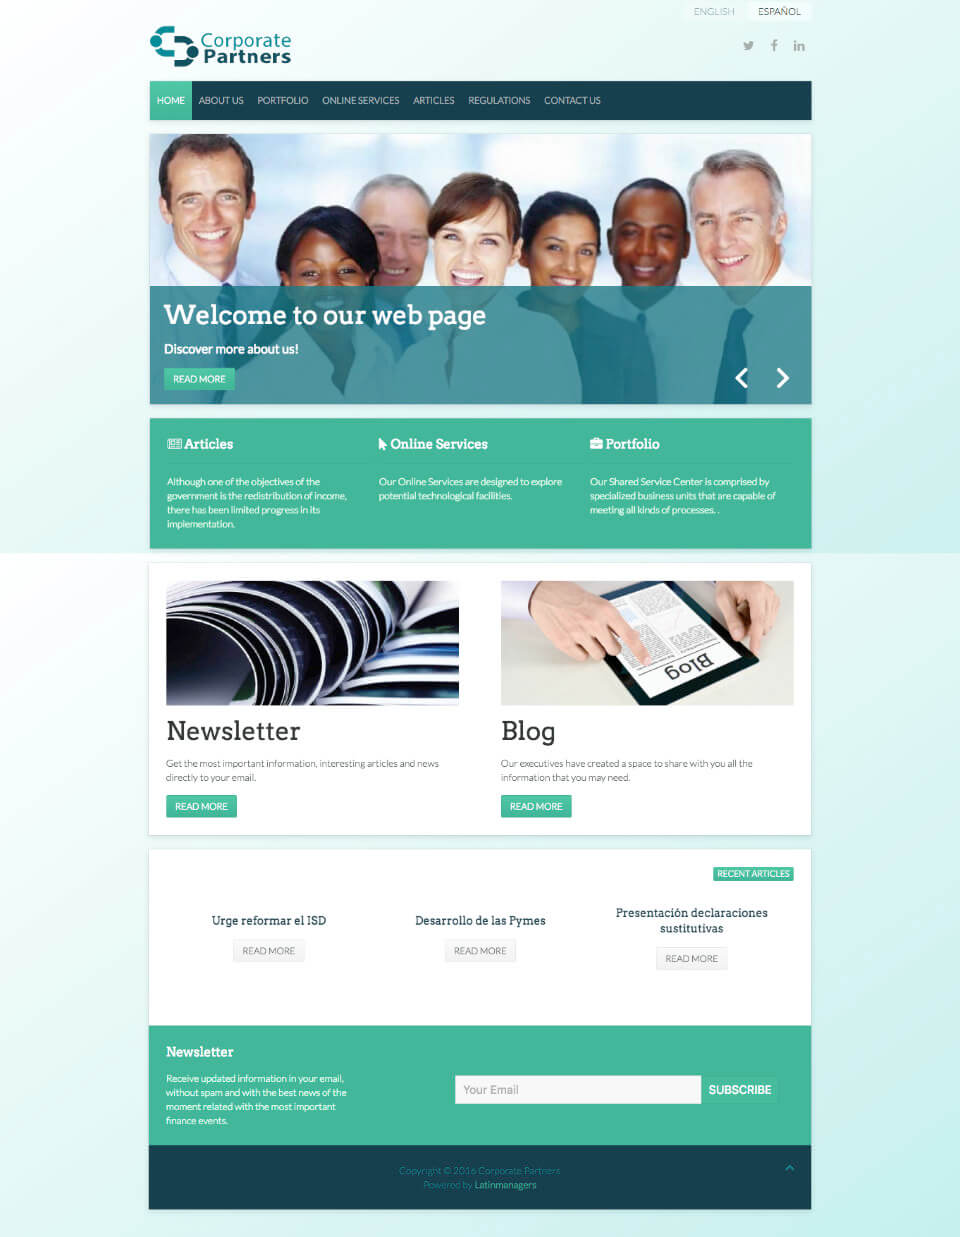 ENGLISH
ESPAÑOL
Corporate
Partners
HOME
ABOUT US
PORTFOLIO
ONLINE SERVICES
ARTICLES
REGULATIONS
CONTACT US
Welcome to our web page
Discover more about us!
READ MORE
Articles
Although one of the objectives of the
government is the redistribution of income,
there has been limited progress in its
implementation.
Online Services
Our Online Services are designed to explore
potential technological facilities.
Portfolio
Our Shared Service Center is comprised by
specialized business units that are capable of
meeting all kinds of processes. .
Newsletter
Get the most important information, interesting articles and news
directly to your email.
READ MORE
Blog
Blog
Our executives have created a space to share with you all the
information that you may need.
READ MORE
RECENT ARTICLES
Urge reformar el ISD
READ MORE
Desarrollo de las Pymes
READ MORE
Presentación declaraciones
sustitutivas
READ MORE
Newsletter
Receive updated information in your email,
without spam and with the best news of the
moment related with the most important
finance events.
Your Email
SUBSCRIBE
Copyright © 2016 Corporate Partners
Powered by Latinmanagers